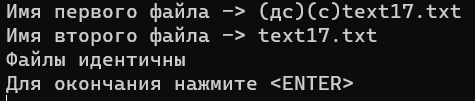 Имя первого файла -> (дс)(с)text17.txt
Имя второго файла -> text17.txt
Файлы идентичны
Для окончания нажмите <ENTER>